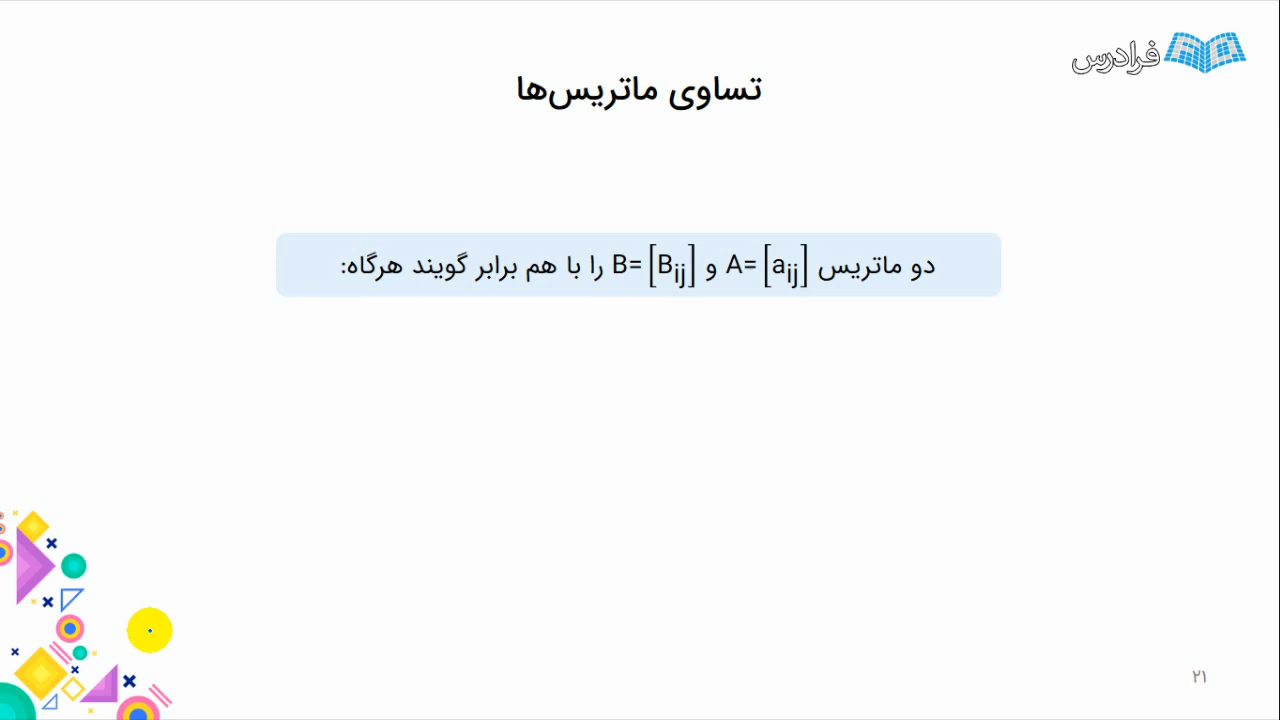 فرادرس
تساوی ماتریس‌ها
دو ماتریس A= [aij] و B= [Bij] را با هم برابر گویند هرگاه:
۲۱